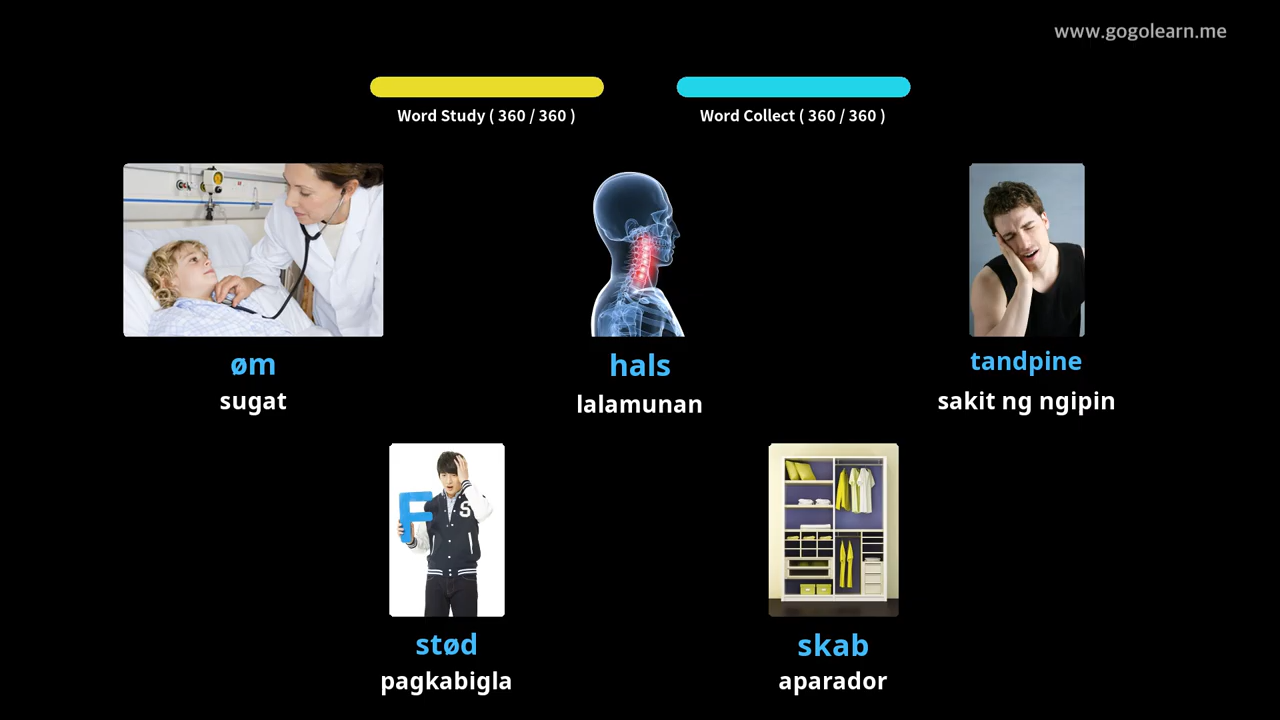 www.gogolearn.me
Word Study ( 360 / 360 )
Word Collect ( 360 / 360 )
øm
sugat
hals
lalamunan
tandpine
sakit ng ngipin
F
S
stød
pagkabigla
skab
aparador